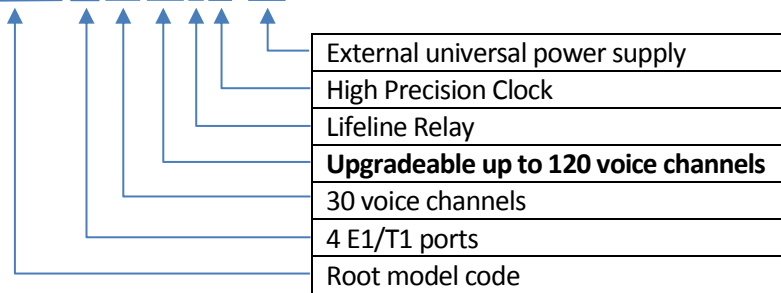 External universal power supply
High Precision Clock
Lifeline Relay
Upgradeable up to 120 voice channels
30 voice channels
4 E1/T1 ports
Root model code